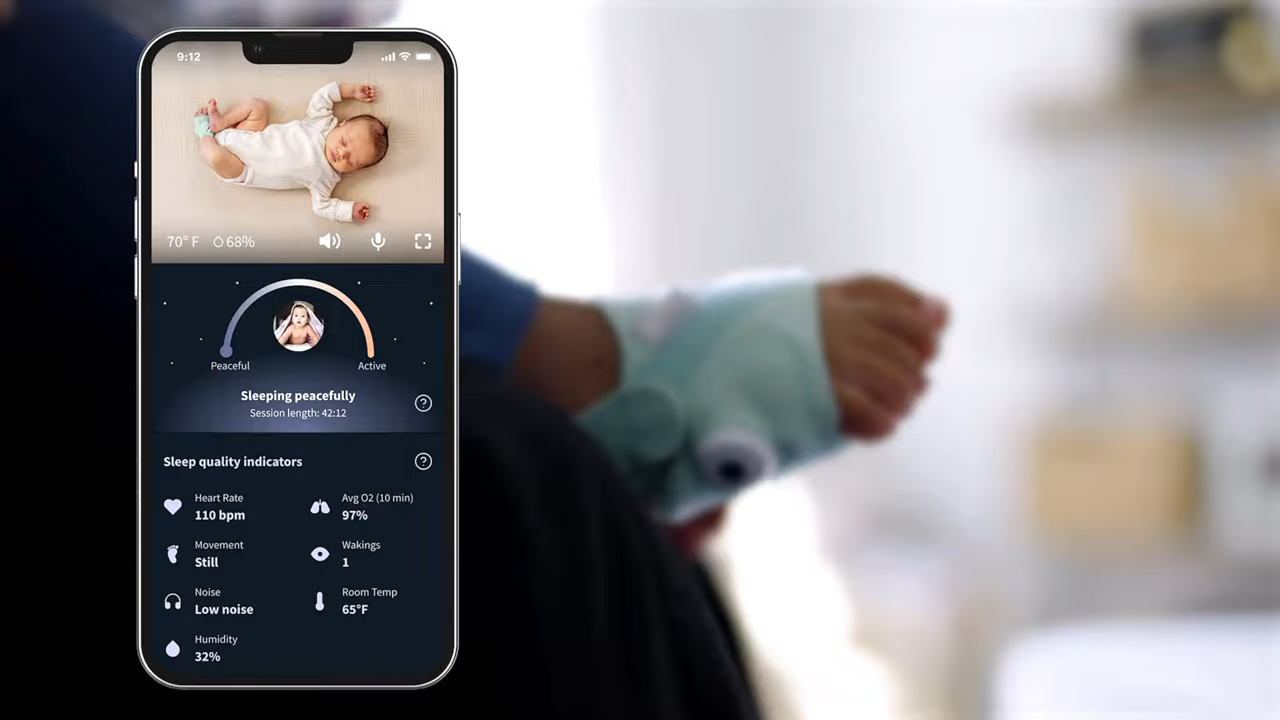 9:12
70° F 68%
Peaceful Active
Sleeping peacefully
Session length: 42:12
Sleep quality indicators
Heart Rate
110 bpm
Avg O2 (10 min)
97%
Movement
Still
Wakings
1
Noise
Low noise
Room Temp
65°F
Humidity
32%